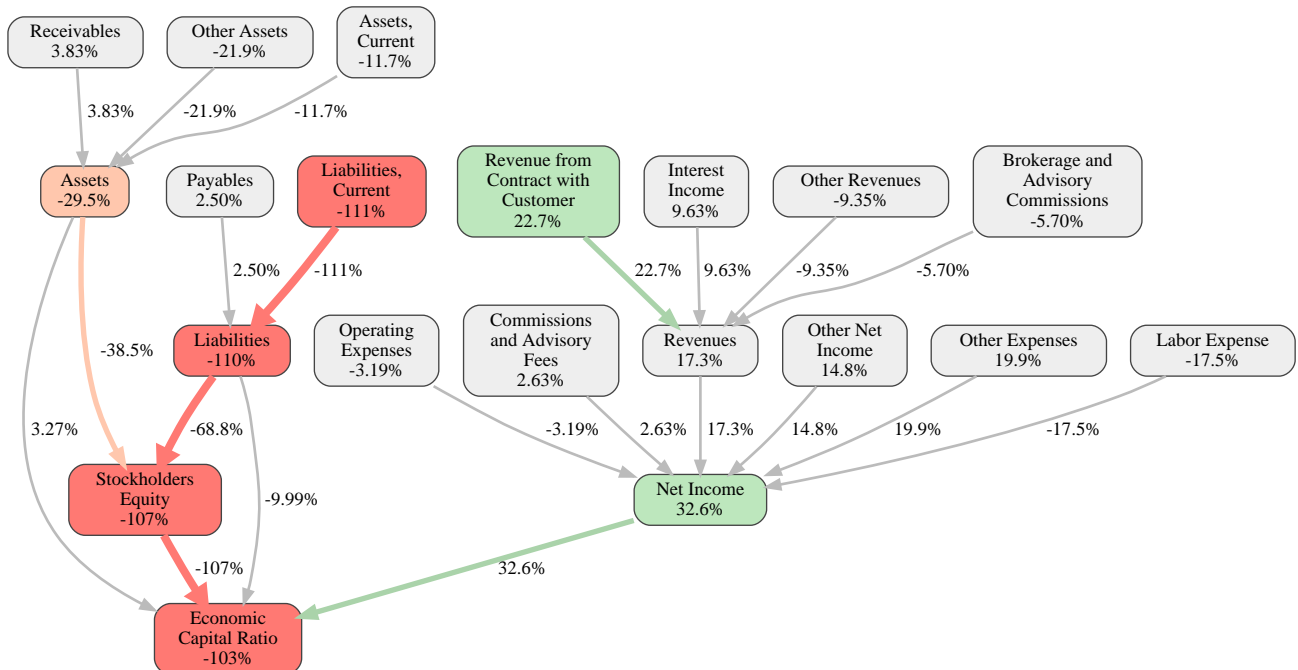 Receivables
3.83%
Other Assets
-21.9%
Assets,
Current
-11.7%
3.83%
-21.9%
-11.7%
Assets
-29.5%
Payables
2.50%
Liabilities,
Current
-111%
Revenue from
Contract with
Customer
22.7%
Interest
Income
9.63%
Other Revenues
-9.35%
Brokerage and
Advisory
Commissions
-5.70%
2.50%
-111%
22.7%
9.63%
-9.35%
-5.70%
Liabilities
-110%
Operating
Expenses
-3.19%
Commissions
and Advisory
Fees
2.63%
Revenues
17.3%
Other Net
Income
14.8%
Other Expenses
19.9%
Labor Expense
-17.5%
-38.5%
3.27%
-68.8%
-3.19%
2.63%
17.3%
14.8%
19.9%
-17.5%
Stockholders
Equity
-107%
-9.99%
Net Income
32.6%
-107%
32.6%
Economic
Capital Ratio
-103%